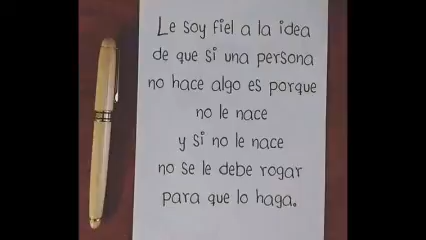 Le soy fiel a la idea
de que si una persona
no hace algo es porque
no le nace
y si no le nace
no se le debe rogar
para que lo haga.